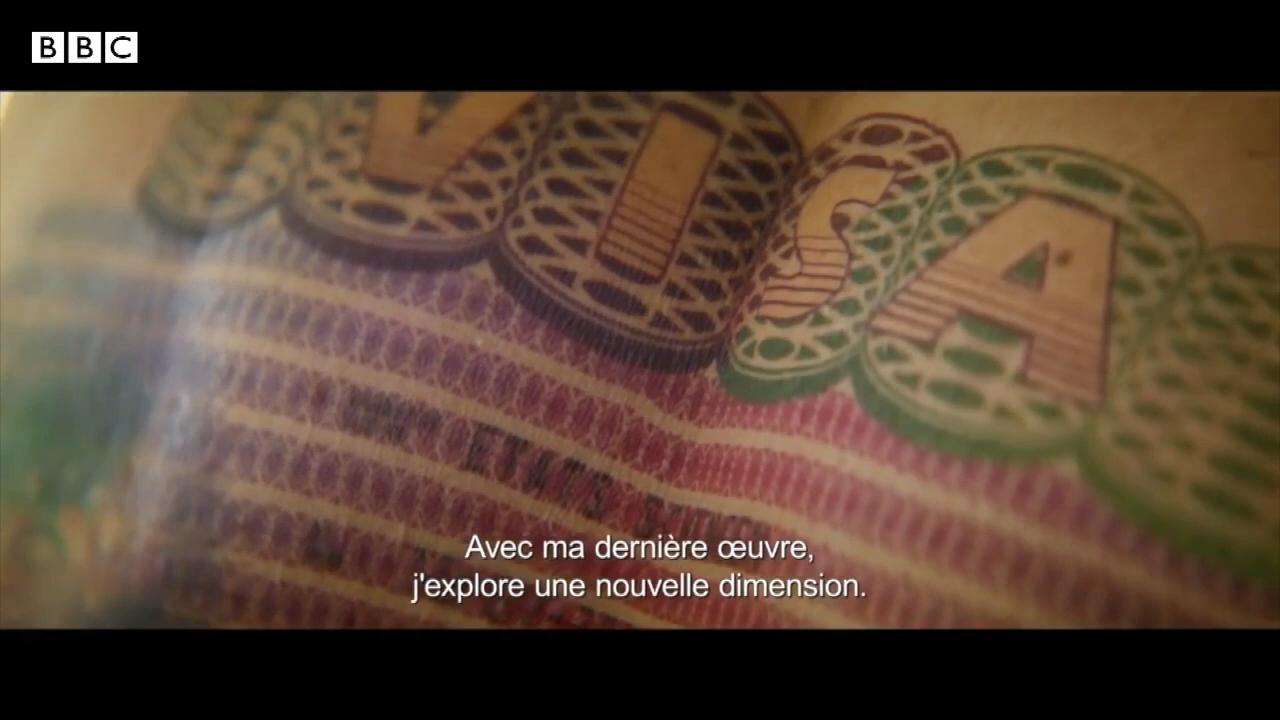 BBC
VISA
Avec ma dernière œuvre,
j'explore une nouvelle dimension.